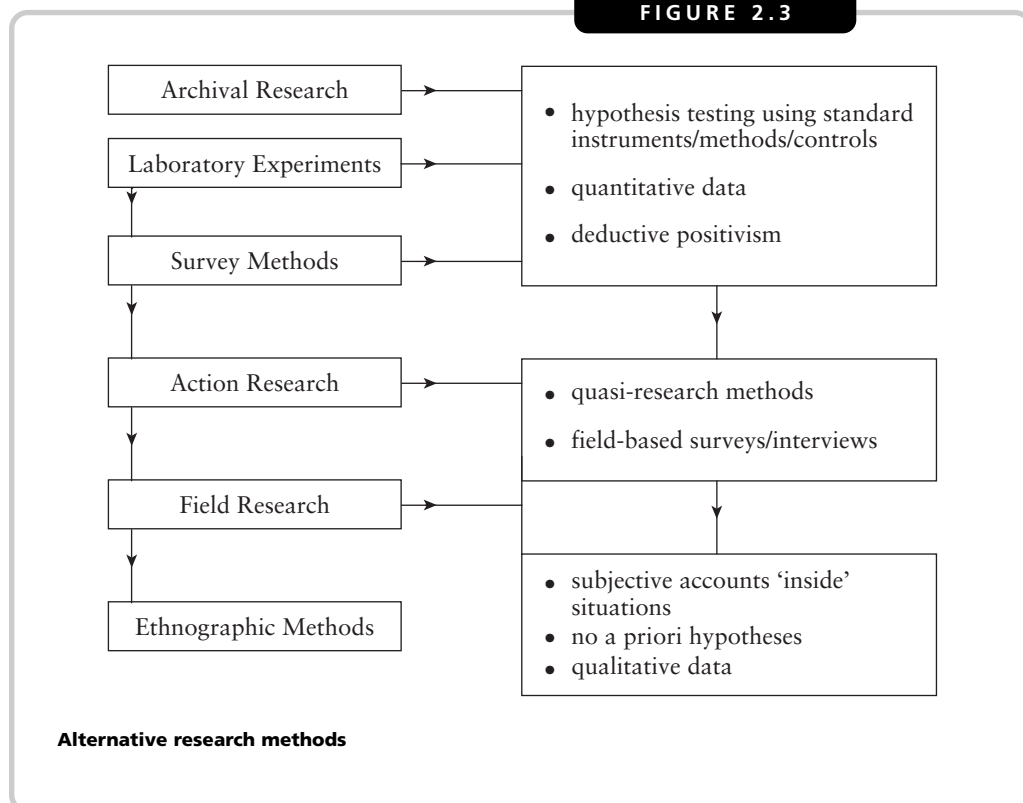 FIGURE 2.3
Archival Research
Laboratory Experiments
Survey Methods
Action Research
Field Research
Ethnographic Methods
• hypothesis testing using standard
instruments/methods/controls
• quantitative data
• deductive positivism
• quasi-research methods
• field-based surveys/interviews
• subjective accounts ‘inside’
situations
• no a priori hypotheses
• qualitative data
Alternative research methods